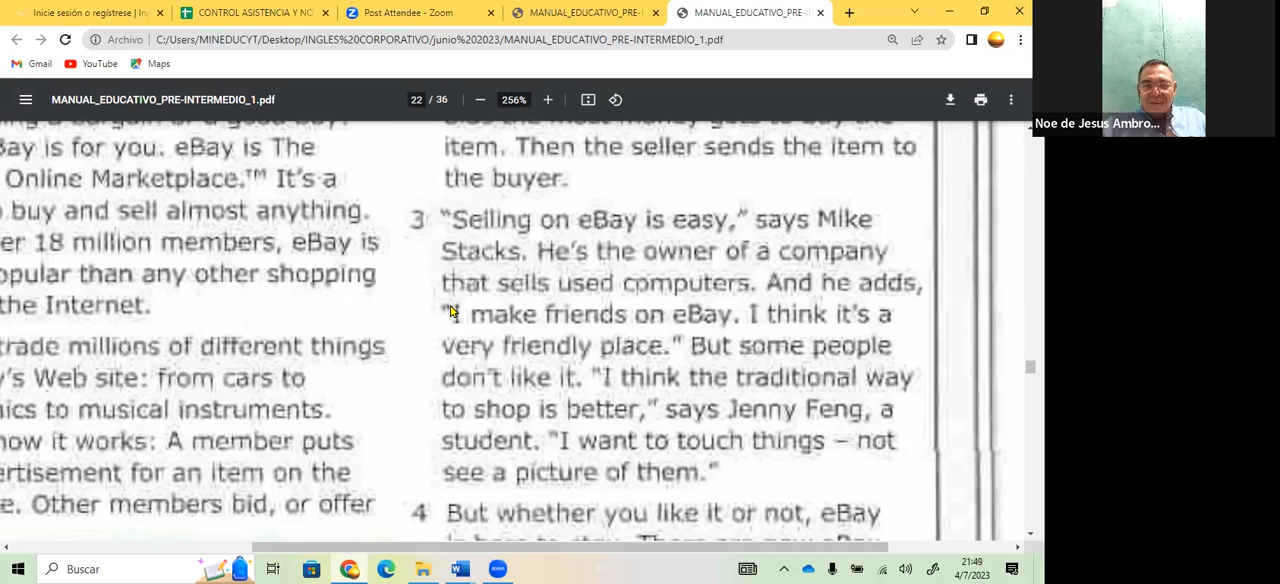 Inicie sesión o regístrese | In
CONTROL ASISTENCIA Y NO
Post Attendee - Zoom
MANUAL_EDUCATIVO_PRE-
MANUAL_EDUCATIVO_PRE-I
Archivo
C:/Users/MINEDUCYT/Desktop/INGLES%20CORPORATIVO/junio%202023/MANUAL_EDUCATIVO_PRE-INTERMEDIO_1.pdf
Gmail
YouTube
Maps
MANUAL_EDUCATIVO_PRE-INTERMEDIO_1.pdf
22 / 36
256%
Noe de Jesus Ambro...
Bay is for you. eBay is The
Online Marketplace.™ It's a
buy and sell almost anything.
er 18 million members, eBay is
opular than any other shopping
the Internet.
trade millions of different things
y's Web site: from cars to
nics to musical instruments.
how it works: A member puts
ertisement for an item on the
e. Other members bid, or offer
item. Then the seller sends the item to
the buyer.
3 "Selling on eBay is easy," says Mike
Stacks. He's the owner of a company
that sells used computers. And he adds,
"I make friends on eBay. I think it's a
very friendly place." But some people
don't like it. "I think the traditional way
to shop is better," says Jenny Feng, a
student. "I want to touch things – not
see a picture of them."
4 But whether you like it or not, eBay
Buscar
21:49
4/7/2023